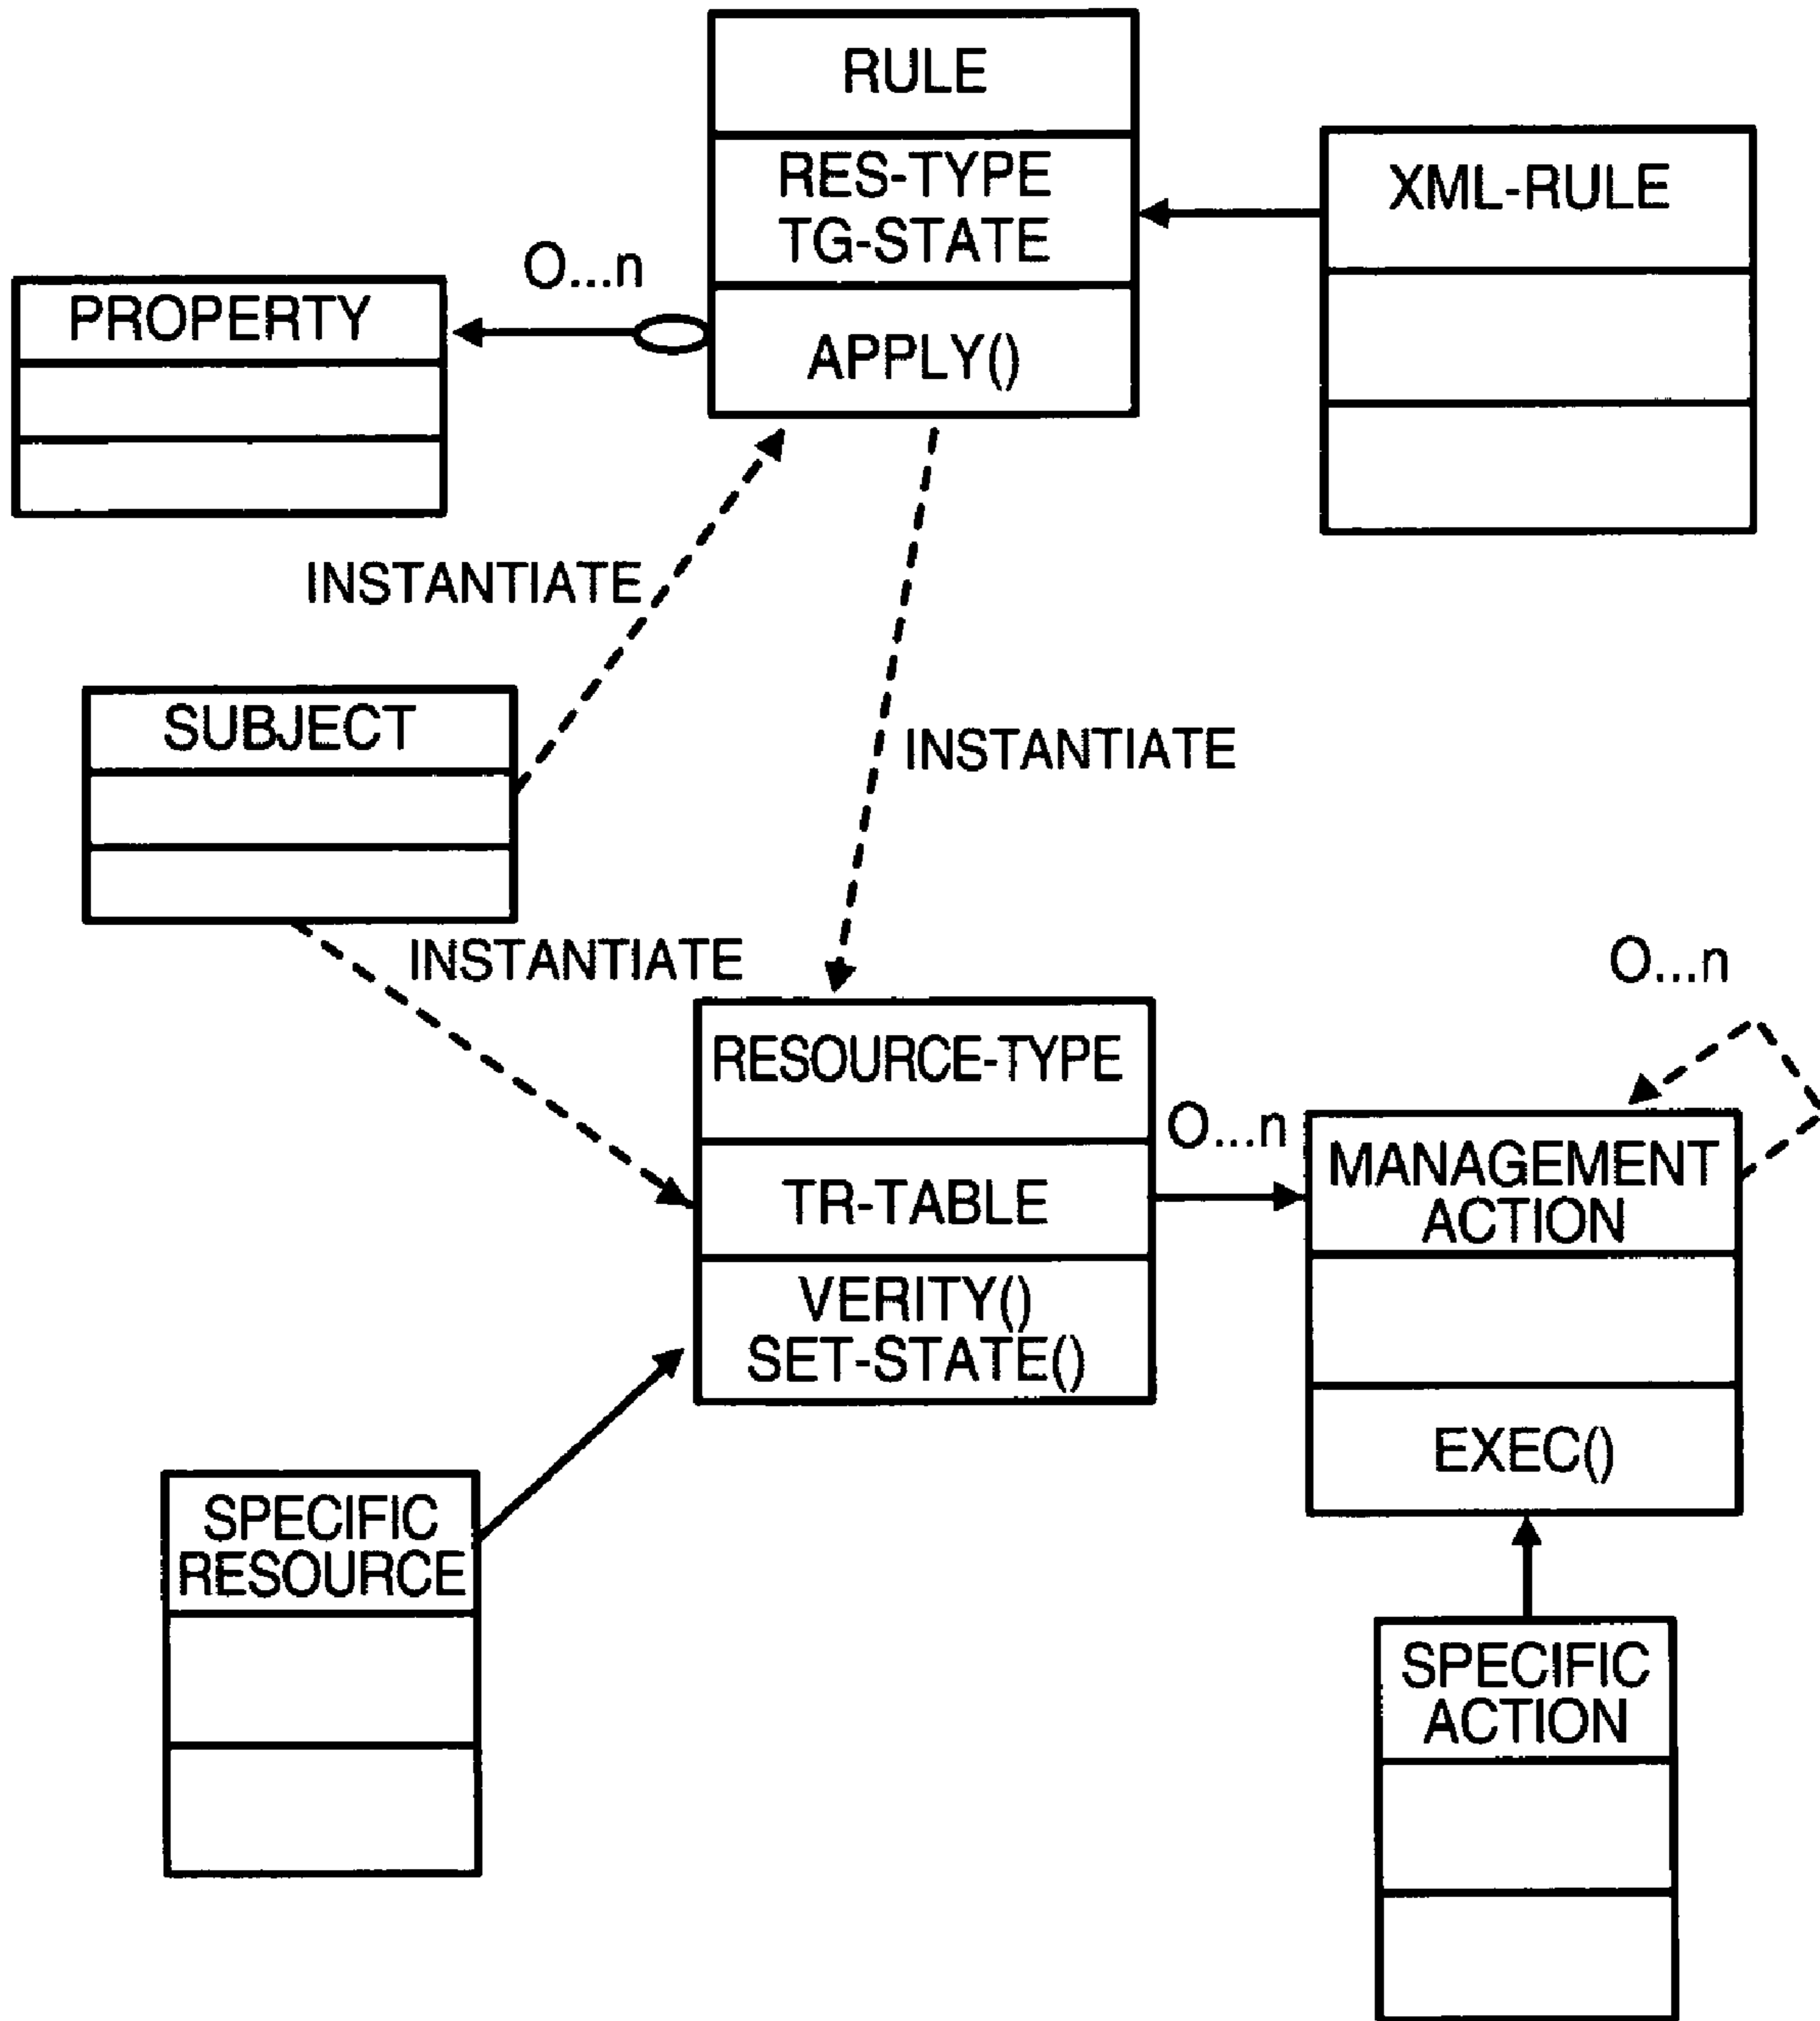 RULE
RES-TYPE
TG-STATE
APPLY()
XML-RULE
O...n
PROPERTY
INSTANTIATE
SUBJECT
INSTANTIATE
INSTANTIATE
RESOURCE-TYPE
TR-TABLE
VERITY()
SET-STATE()
O...n
O...n
MANAGEMENT
ACTION
EXEC()
SPECIFIC
RESOURCE
SPECIFIC
ACTION